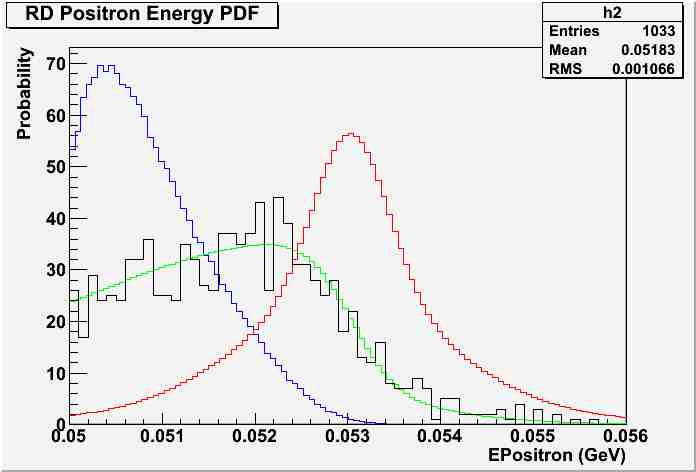 RD Positron Energy PDF
h2
Entries 1033
Mean 0.05183
RMS 0.001066
Probability
70
60
50
40
30
20
10
0
0.05 0.051 0.052 0.053 0.054 0.055 0.056
EPositron (GeV)